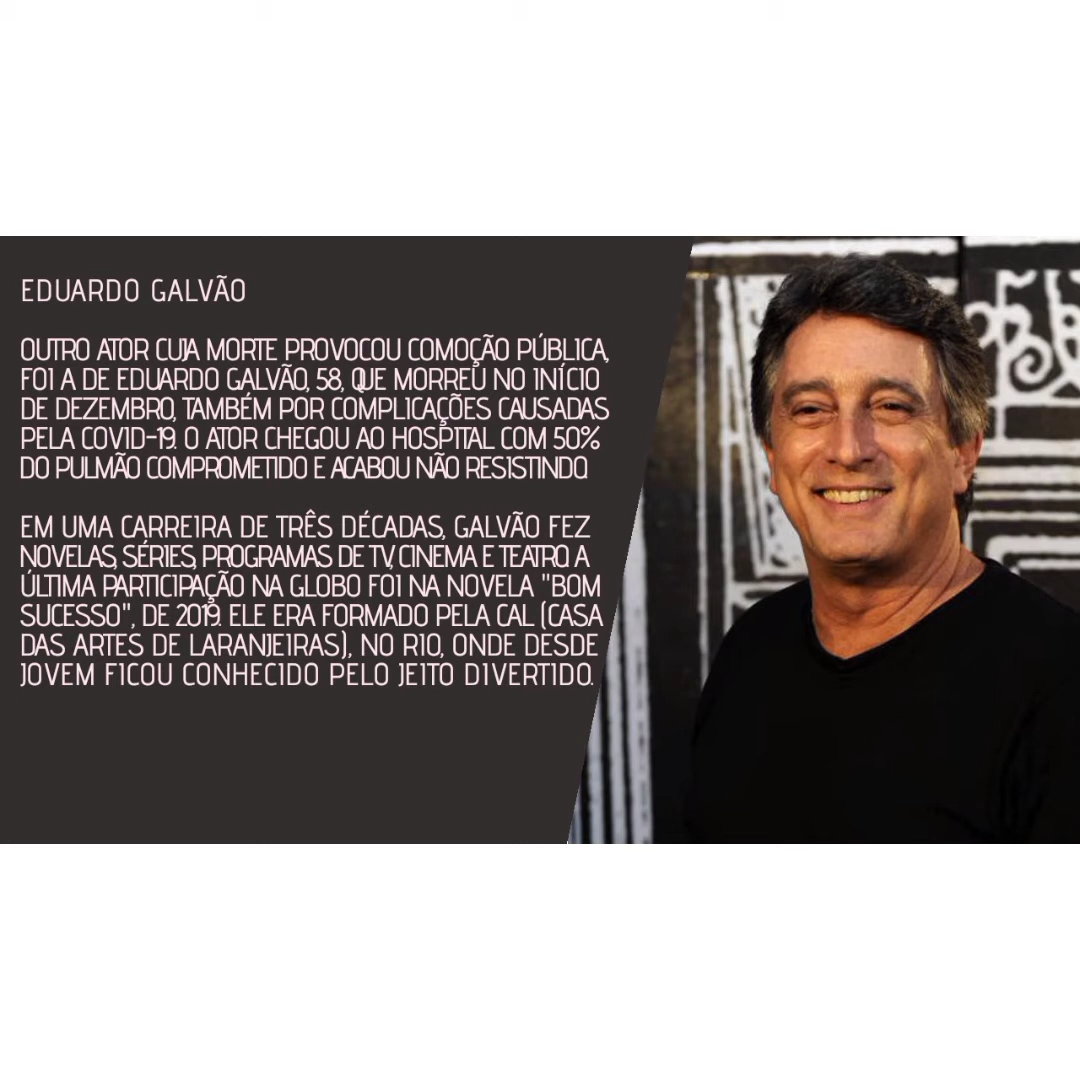 EDUARDO GALVÃO
OUTRO ATOR CUJA MORTE PROVOCOU COMOÇÃO PÚBLICA,
FOI A DE EDUARDO GALVÃO, 58, QUE MORREU NO INÍCIO
DE DEZEMBRO, TAMBÉM POR COMPLICAÇÕES CAUSADAS
PELA COVID-19. O ATOR CHEGOU AO HOSPITAL COM 50%
DO PULMÃO COMPROMETIDO E ACABOU NÃO RESISTINDO.
EM UMA CARREIRA DE TRÊS DÉCADAS, GALVÃO FEZ
NOVELAS, SÉRIES, PROGRAMAS DE TV, CINEMA E TEATRO. A
ÚLTIMA PARTICIPAÇÃO NA GLOBO FOI NA NOVELA "BOM
SUCESSO", DE 2019. ELE ERA FORMADO PELA CAL (CASA
DAS ARTES DE LARANJEIRAS), NO RIO, ONDE DESDE
JOVEM FICOU CONHECIDO PELO JEITO DIVERTIDO.